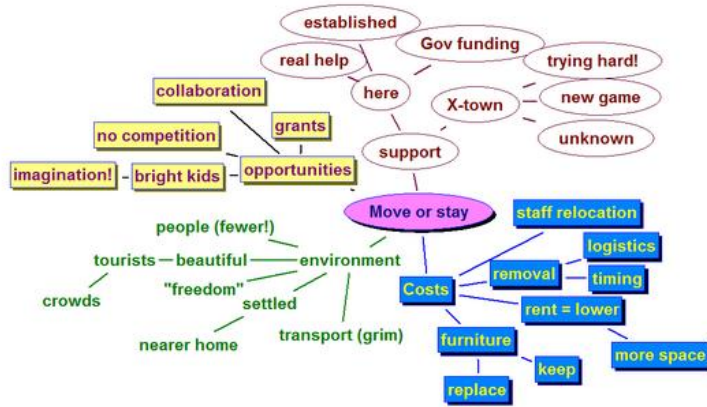 established
Gov funding
real help
trying hard!
here
X-town
new game
unknown
support
collaboration
grants
no competition
opportunities
imagination!
bright kids
Move or stay
people (fewer!)
tourists
beautiful
environment
"freedom"
crowds
settled
nearer home
transport (grim)
staff relocation
logistics
Costs
removal
timing
rent = lower
furniture
more space
keep
replace